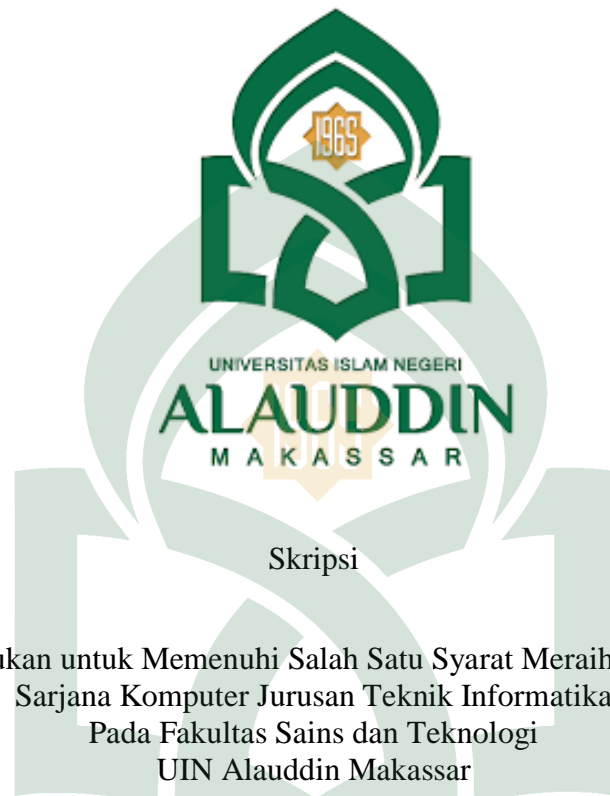 1965
UNIVERSITAS ISLAM NEGERI
ALAUDDIN
MAKASSAR
1965
Skripsi
ukan untuk Memenuhi Salah Satu Syarat Meraih
Sarjana Komputer Jurusan Teknik Informatika
Pada Fakultas Sains dan Teknologi
UIN Alauddin Makassar